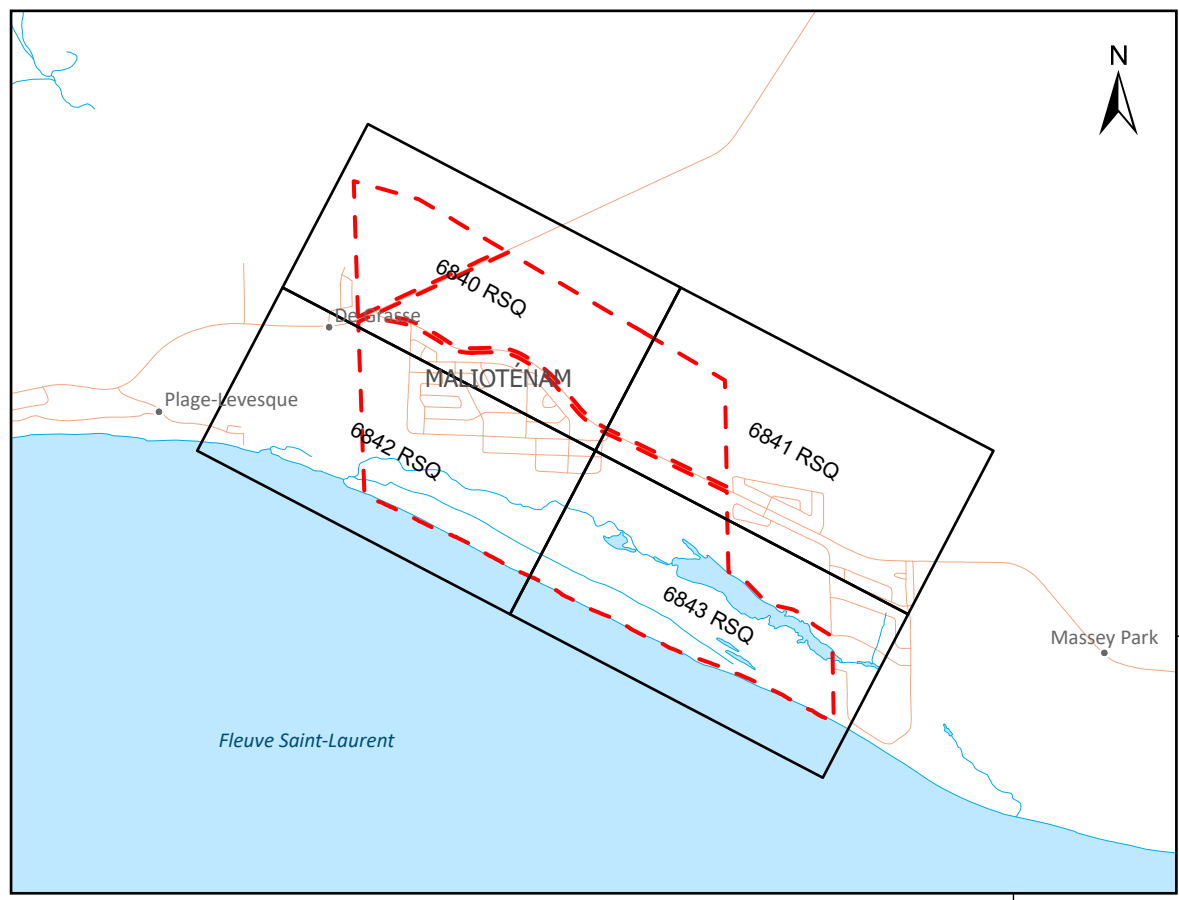 N
6840 RSQ
De Grasse
MALIOTENAM
Plage-Levesque
6842 RSQ
6841 RSQ
6843 RSQ
Massey Park
Fleuve Saint-Laurent